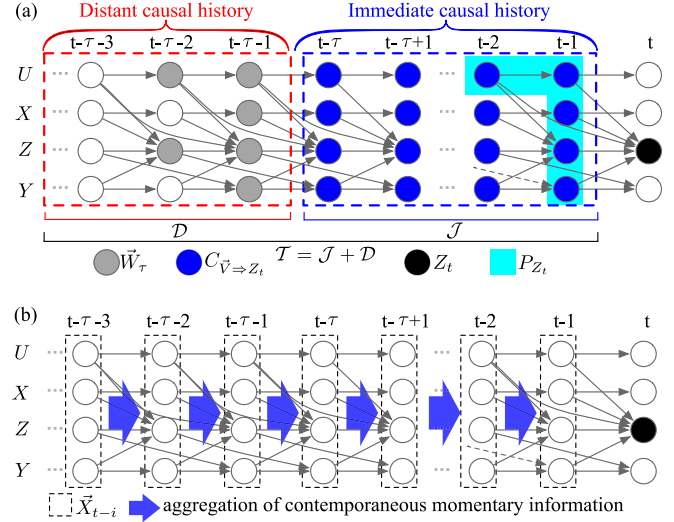 (a) Distant causal history Immediate causal history
t-τ-3 t-τ-2 t-τ-1 t-τ t-τ+1 t-2 t-1 t
U
X
Z
Y
𝒟 𝒥
𝒯 = 𝒥 + 𝒟
W⃗_τ C_{V⃗⇒Z_t} Z_t P_{Z_t}
(b)
t-τ-3 t-τ-2 t-τ-1 t-τ t-τ+1 t-2 t-1 t
U
X
Z
Y
X⃗_{t−i} aggregation of contemporaneous momentary information